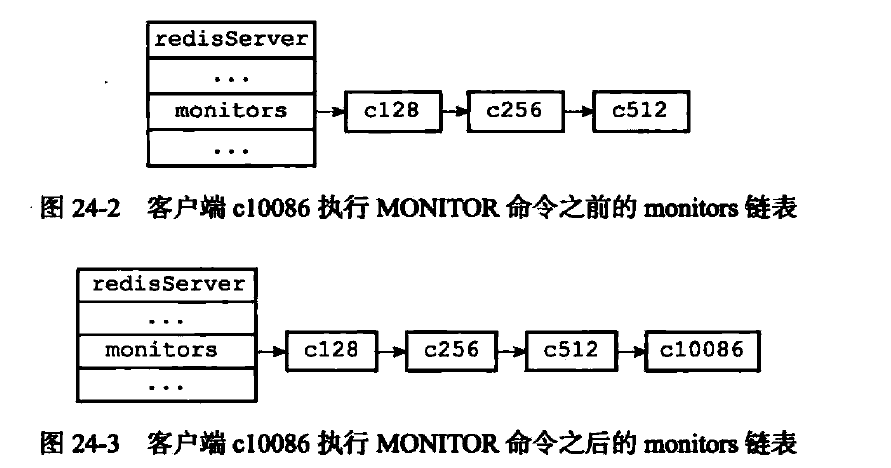 redisServer
...
monitors
c128
c256
c512
...
图 24-2 客户端 c10086 执行 MONITOR 命令之前的 monitors 链表
redisServer
...
monitors
c128
c256
c512
c10086
...
图 24-3 客户端 c10086 执行 MONITOR 命令之后的 monitors 链表